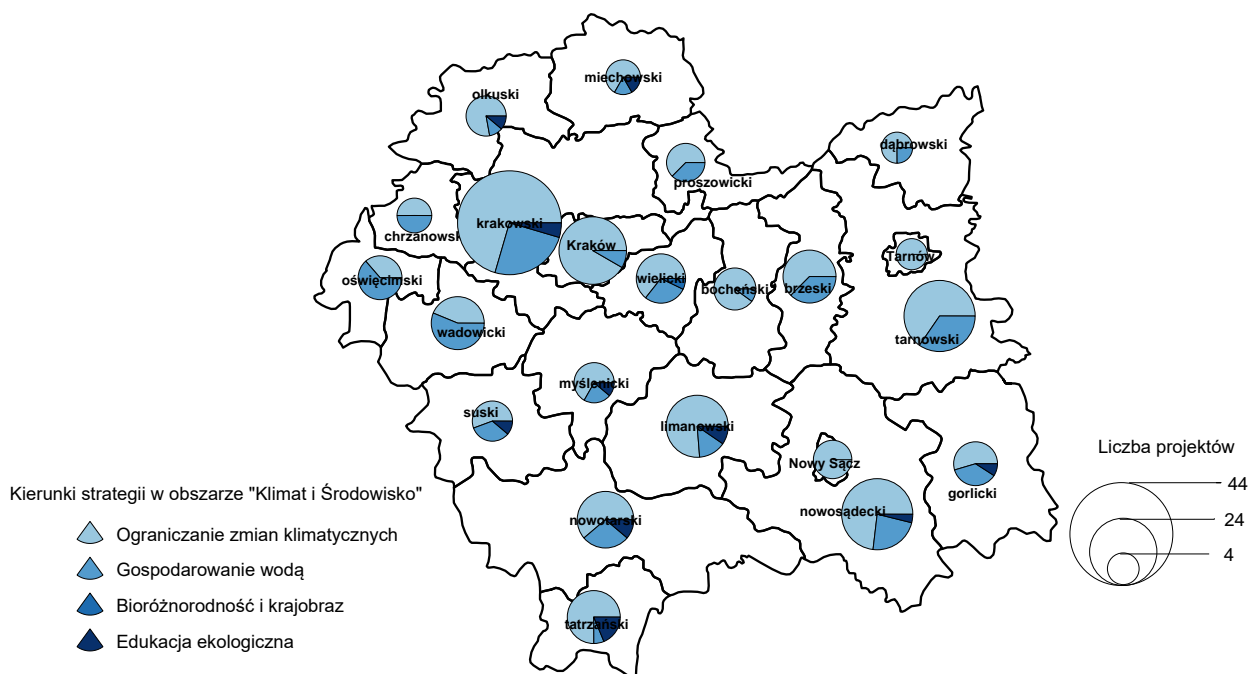 miechowski
olkuski
dąbrowski
proszowicki
krakowski
chrzanowsk
Kraków
Tarnów
oświęcimski
wielicki
bocheński
brzeski
wadowicki
tarnowski
myślenicki
suski
limanowski
Nowy Sącz
gorlicki
nowosądecki
nowotarski
tatrzański
Liczba projektów
44
24
4
Kierunki strategii w obszarze "Klimat i Środowisko"
Ograniczanie zmian klimatycznych
Gospodarowanie wodą
Bioróżnorodność i krajobraz
Edukacja ekologiczna